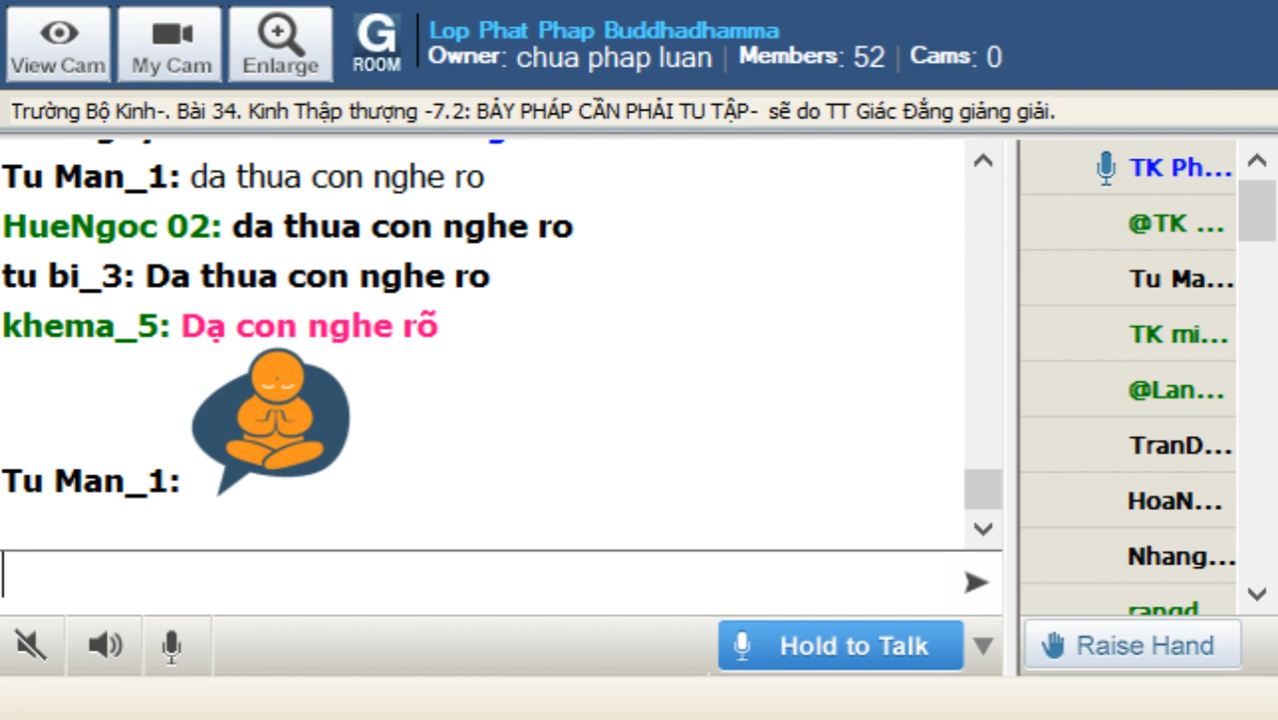 Lop Phat Phap Buddhadhamma
View Cam My Cam Enlarge G ROOM Owner: chua phap luan | Members: 52 | Cams: 0
Trường Bộ Kinh-. Bài 34. Kinh Thập thượng -7.2: BẢY PHÁP CẦN PHẢI TU TẬP- sẽ do TT Giác Đẳng giảng giải.
Tu Man_1: da thua con nghe ro
HueNgoc 02: da thua con nghe ro
tu bi_3: Da thua con nghe ro
khema_5: Dạ con nghe rõ
Tu Man_1:
TK Ph...
@TK ...
Tu Ma...
TK mi...
@Lan...
TranD...
HoaN...
Nhang...
Hold to Talk
Raise Hand